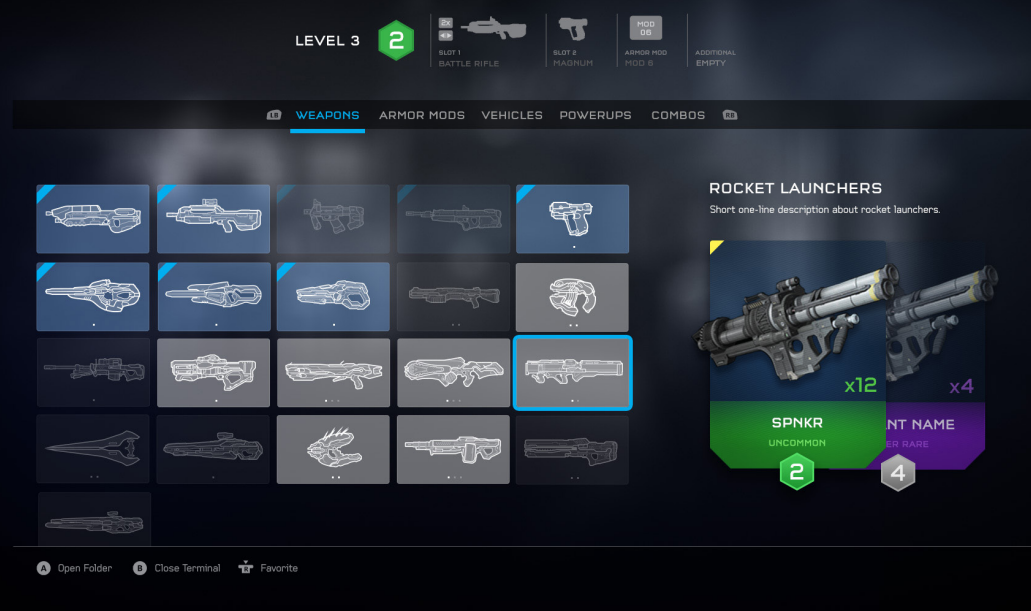 LEVEL 3
2
2x
SLOT 1
BATTLE RIFLE
SLOT 2
MAGNUM
MOD
06
ARMOR MOD
MOD 6
ADDITIONAL
EMPTY
LB WEAPONS ARMOR MODS VEHICLES POWERUPS COMBOS RB
ROCKET LAUNCHERS
Short one-line description about rocket launchers.
x12
x4
SPNKR
UNCOMMON
NT NAME
ER RARE
2
4
A Open Folder B Close Terminal R Favorite